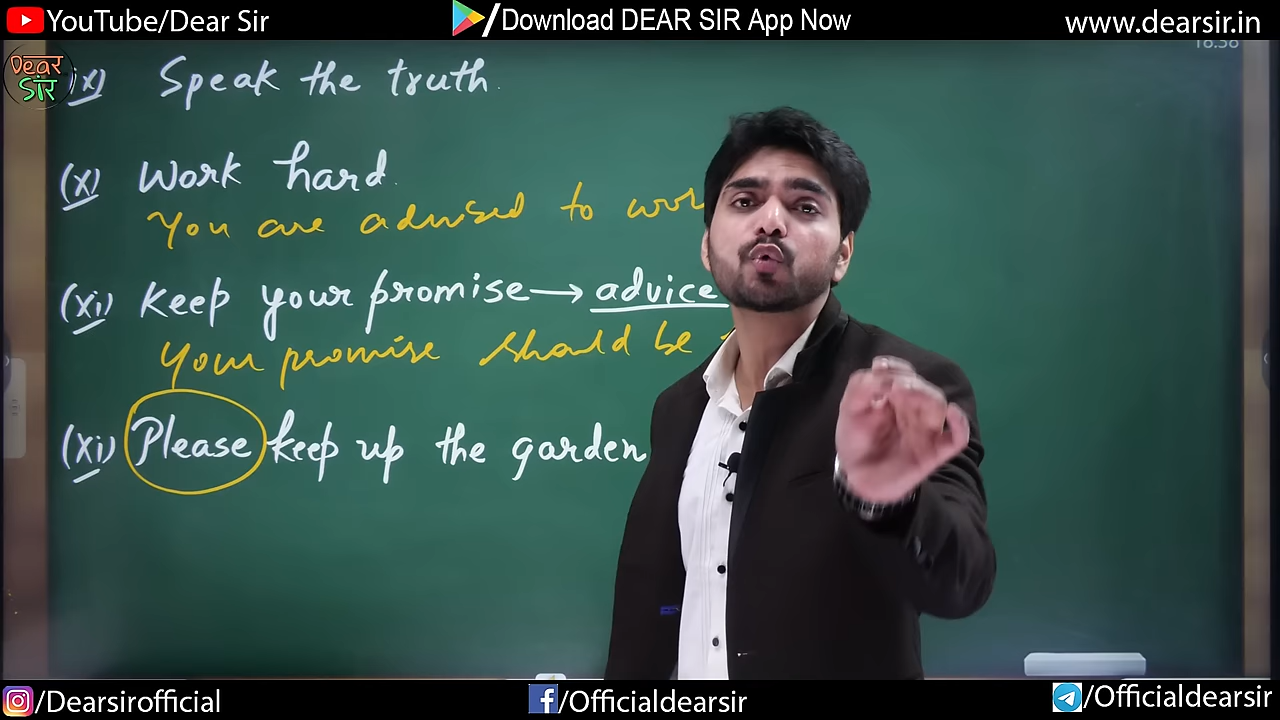 YouTube/Dear Sir
/Download DEAR SIR App Now
www.dearsir.in
16:38
Dear
Sir
ix) Speak the truth.
(x) Work hard.
You are advised to
(xi) Keep your promise → advice
Your promise should be
(xi) Please keep up the garden
/Dearsirofficial
/Officialdearsir
/Officialdearsir